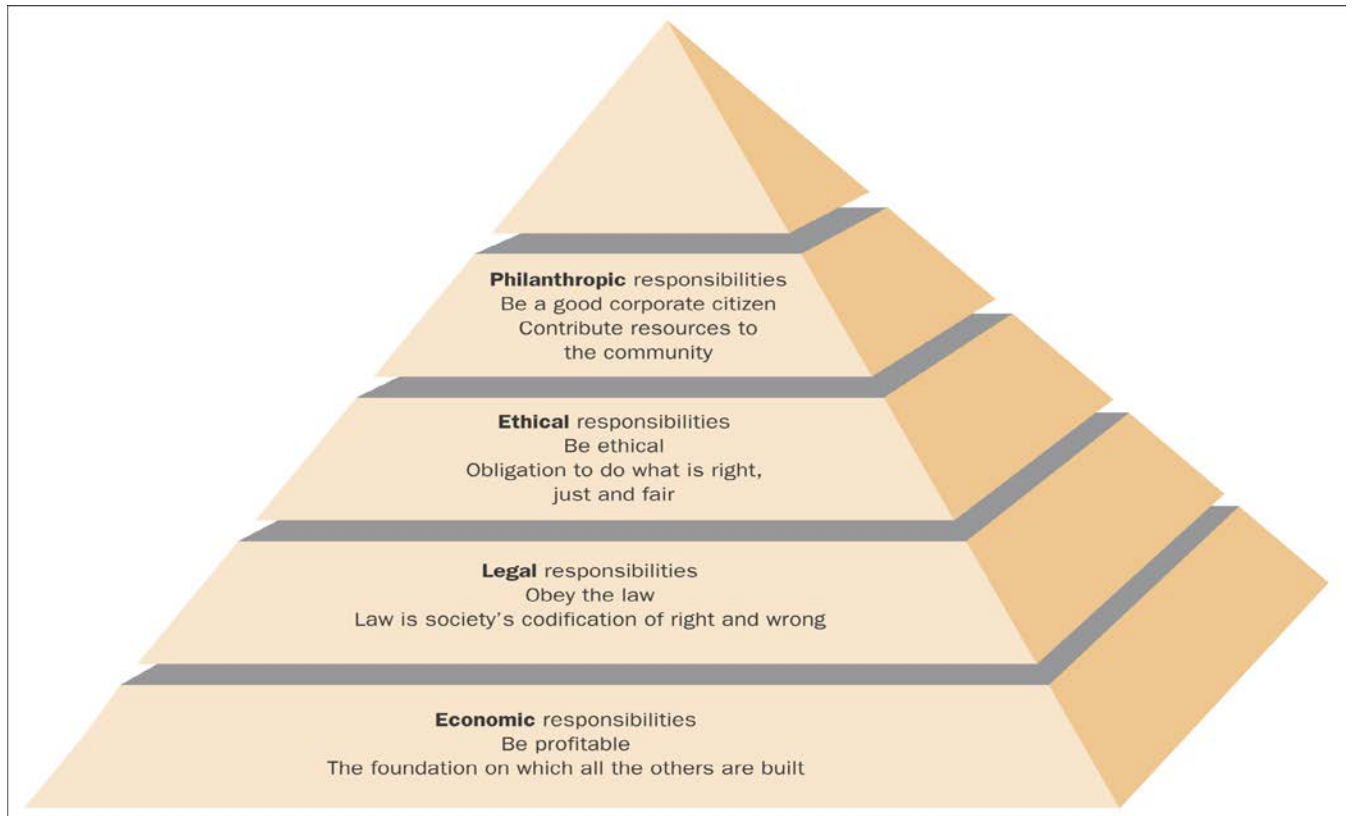 Philanthropic responsibilities
Be a good corporate citizen
Contribute resources to
the community
Ethical responsibilities
Be ethical
Obligation to do what is right,
just and fair
Legal responsibilities
Obey the law
Law is society's codification of right and wrong
Economic responsibilities
Be profitable
The foundation on which all the others are built